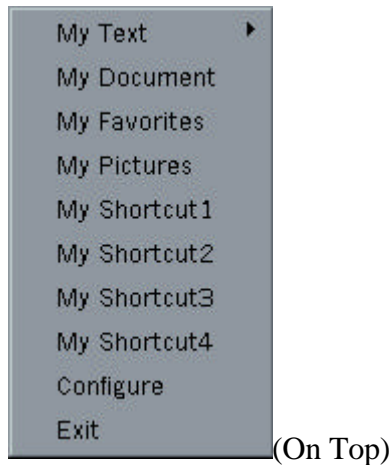 My Text
My Document
My Favorites
My Pictures
My Shortcut1
My Shortcut2
My Shortcut3
My Shortcut4
Configure
Exit
(On Top)